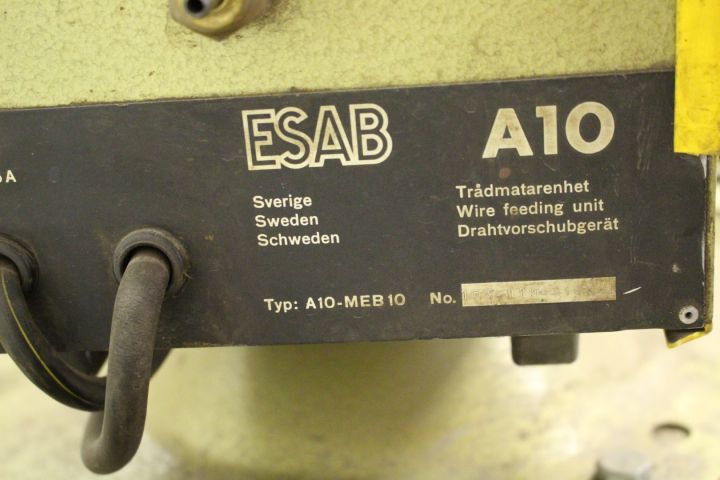 ESAB
A10
A
Sverige
Sweden
Schweden
Trådmatarenhet
Wire feeding unit
Drahtvorschubgerät
Typ: A10-MEB10 No.